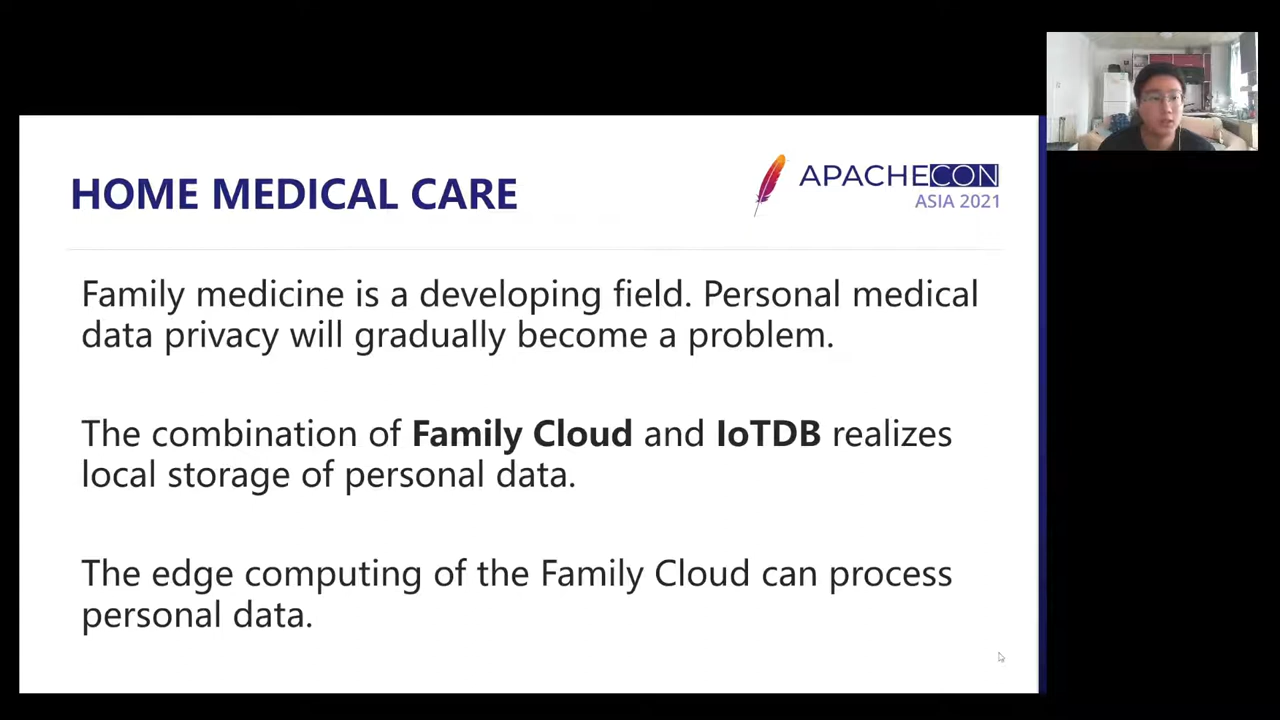 HOME MEDICAL CARE
APACHECON
ASIA 2021
Family medicine is a developing field. Personal medical
data privacy will gradually become a problem.
The combination of Family Cloud and IoTDB realizes
local storage of personal data.
The edge computing of the Family Cloud can process
personal data.